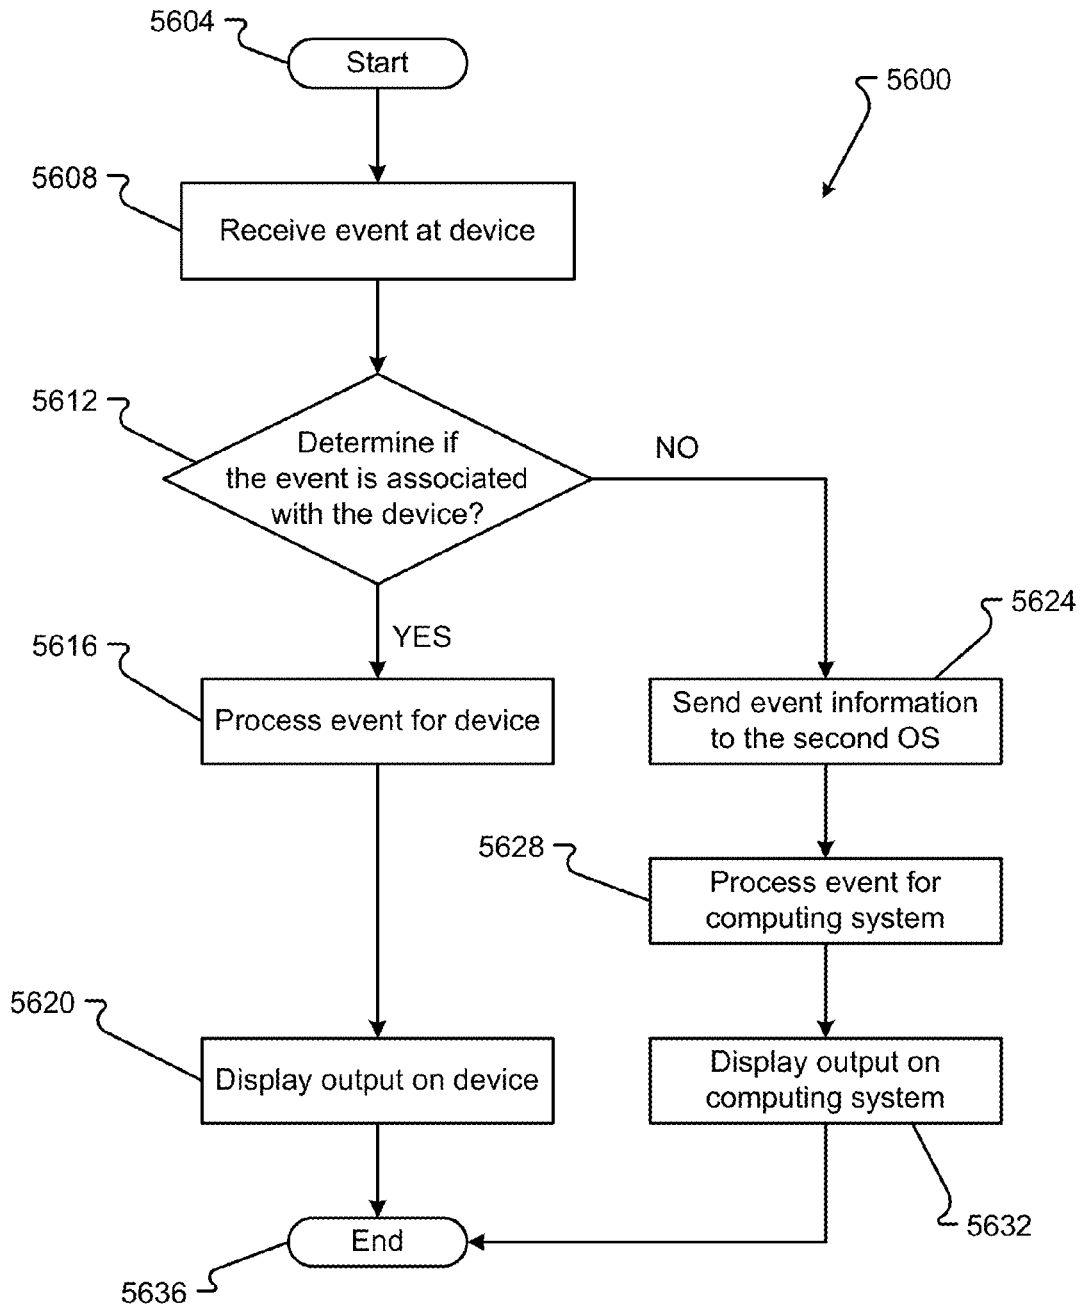 5604
Start
5600
5608
Receive event at device
5612
Determine if
the event is associated
with the device?
NO
YES
5616
Process event for device
5624
Send event information
to the second OS
5628
Process event for
computing system
5620
Display output on device
Display output on
computing system
5632
End
5636